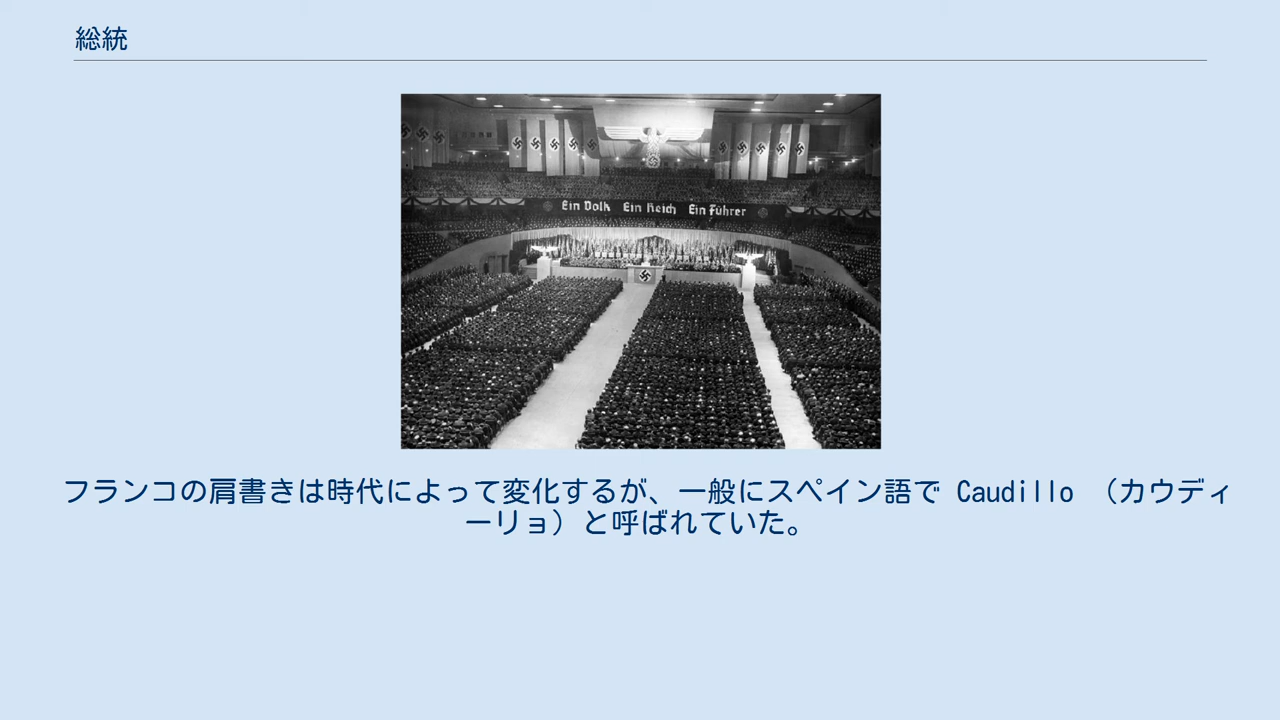 総統
Ein Volk Ein Reich Ein Führer
フランコの肩書きは時代によって変化するが、一般にスペイン語で Caudillo （カウディ
ーリョ）と呼ばれていた。